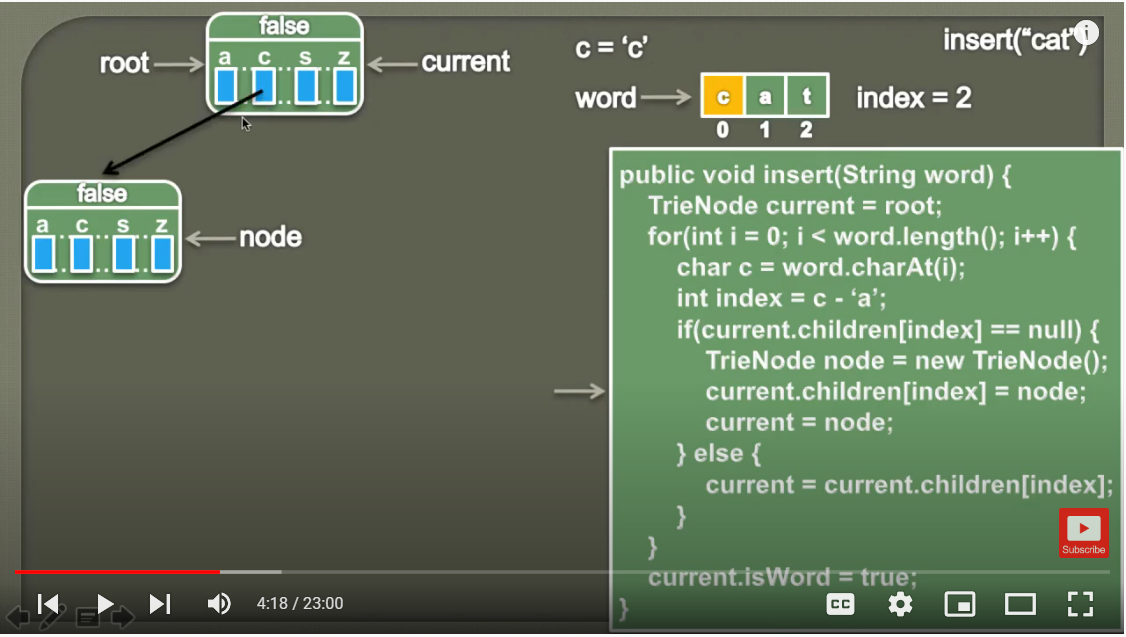 false
root
a c s z
current
false
a c s z
node
c = ‘c’
insert(“cat”)
i
word
c a t
index = 2
0 1 2
public void insert(String word) {
TrieNode current = root;
for(int i = 0; i < word.length(); i++) {
char c = word.charAt(i);
int index = c - ‘a’;
if(current.children[index] == null) {
TrieNode node = new TrieNode();
current.children[index] = node;
current = node;
} else {
current = current.children[index];
}
}
current.isWord = true;
}
Subscribe
4:18 / 23:00
CC